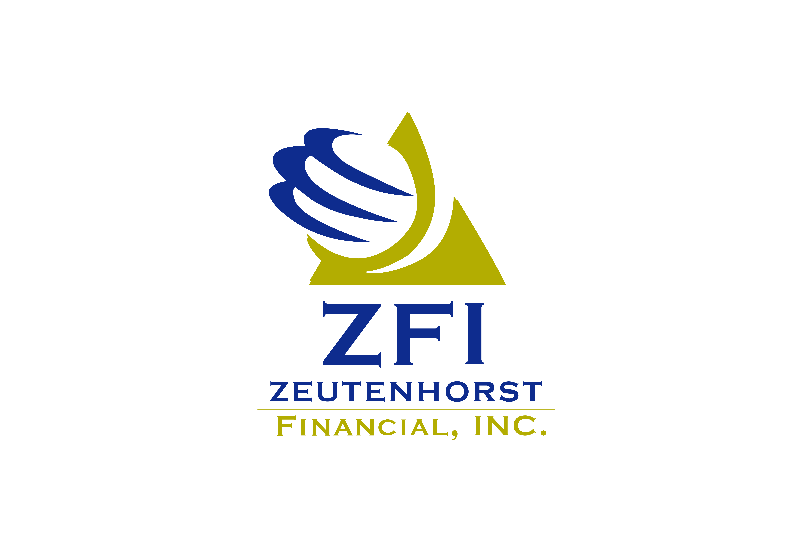 ZFI
ZEUTENHORST
FINANCIAL, INC.